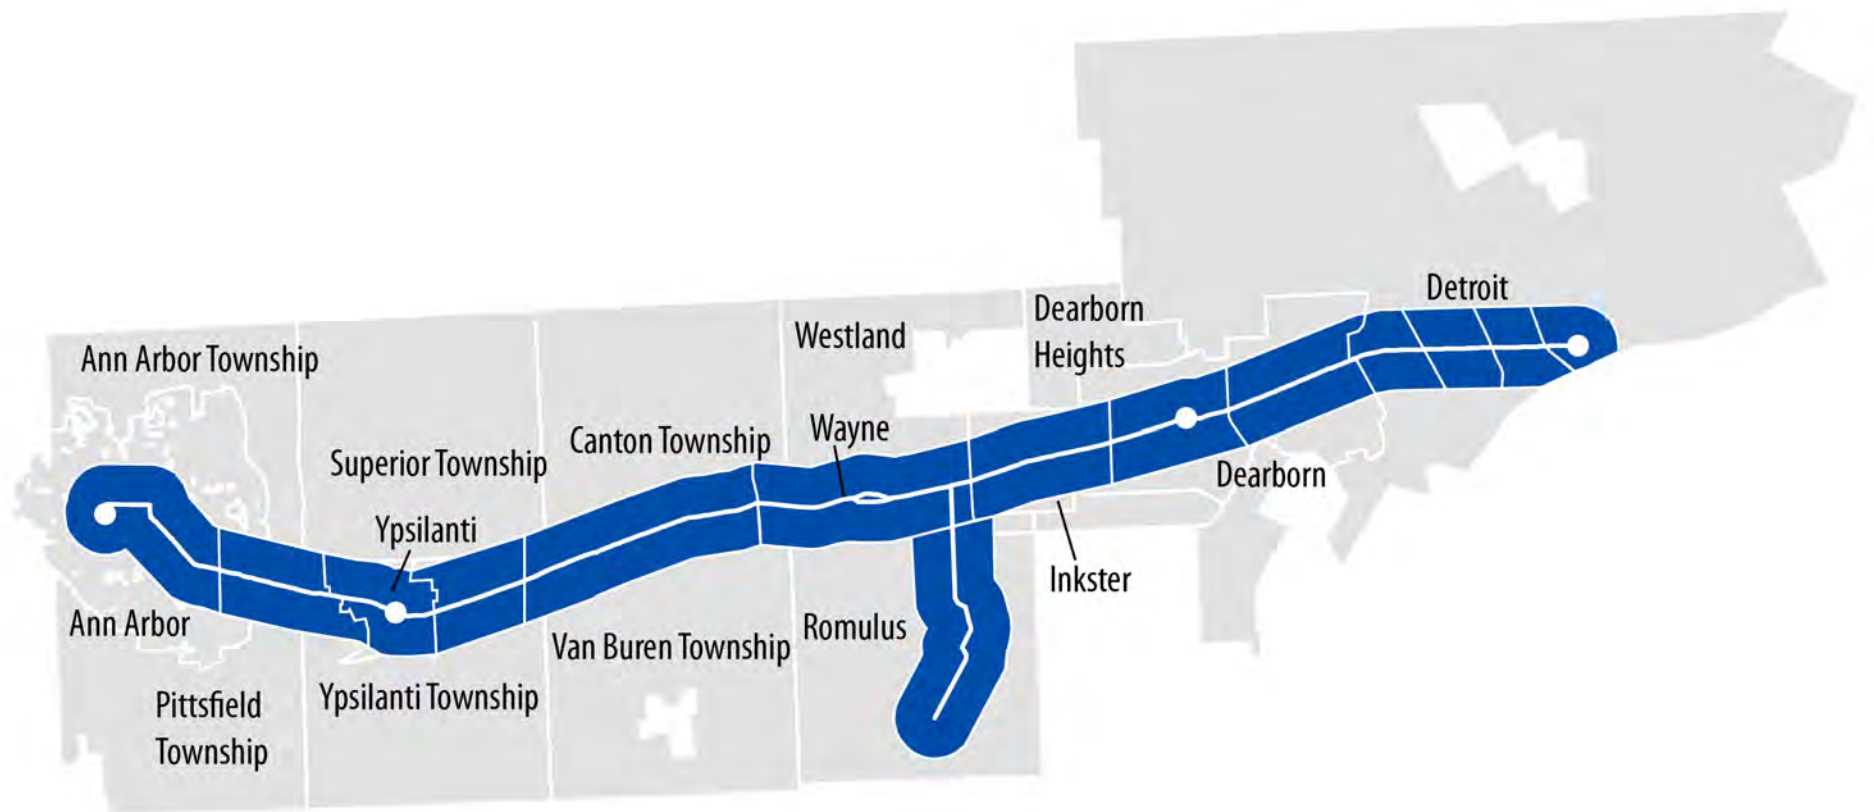 Detroit
Dearborn
Heights
Westland
Ann Arbor Township
Wayne
Canton Township
Superior Township
Dearborn
Ypsilanti
Inkster
Ann Arbor
Romulus
Van Buren Township
Ypsilanti Township
Pittsfield
Township